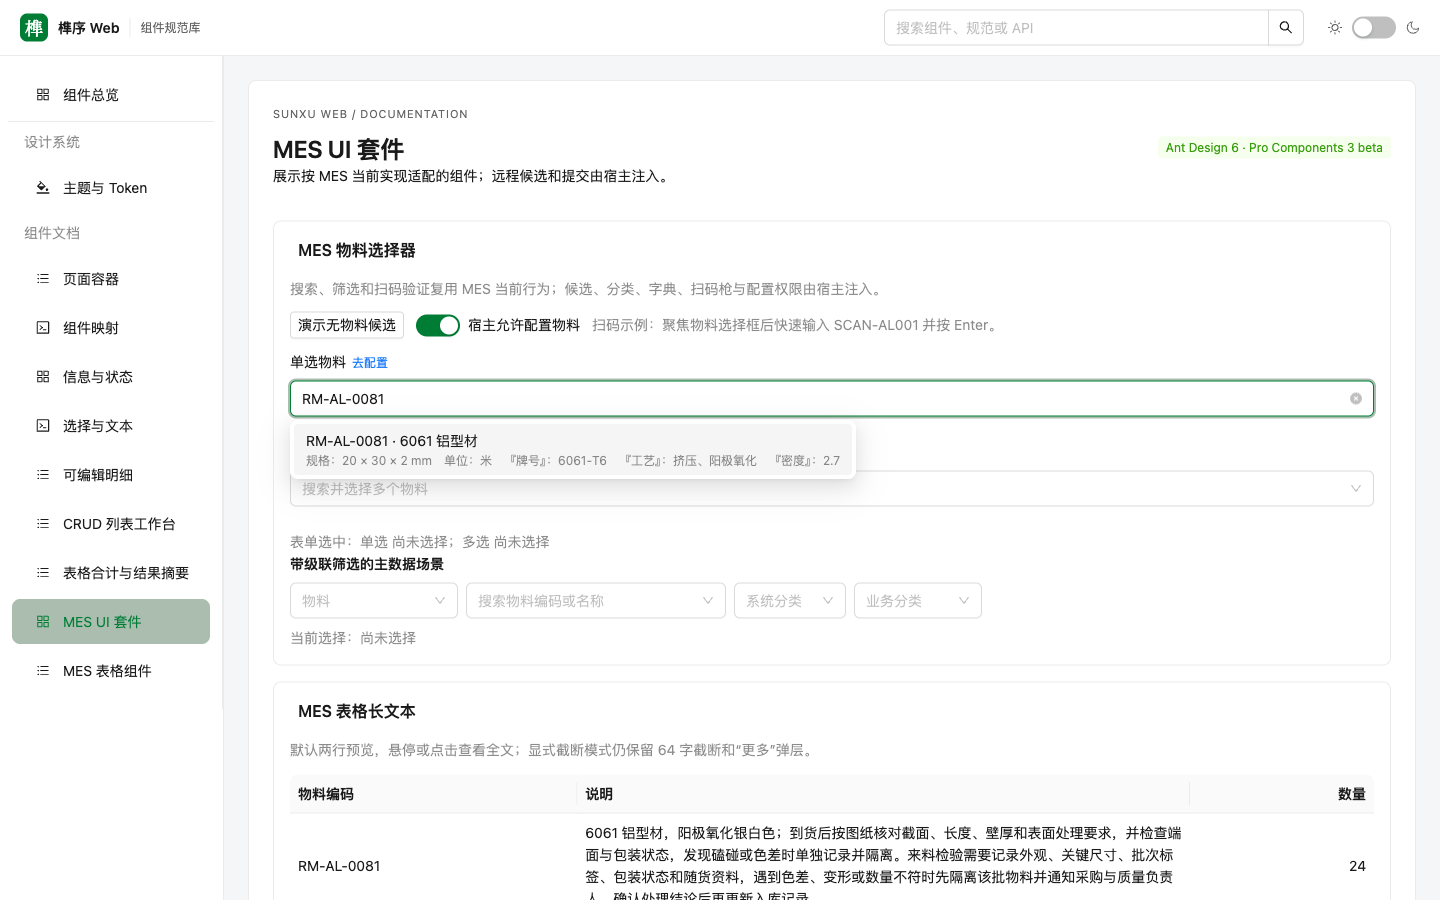 榫 榫序 Web 组件规范库
搜索组件、规范或 API
组件总览
设计系统
主题与 Token
组件文档
页面容器
组件映射
信息与状态
选择与文本
可编辑明细
CRUD 列表工作台
表格合计与结果摘要
MES UI 套件
MES 表格组件
SUNXU WEB / DOCUMENTATION
MES UI 套件
Ant Design 6 · Pro Components 3 beta
展示按 MES 当前实现适配的组件；远程候选和提交由宿主注入。
MES 物料选择器
搜索、筛选和扫码验证复用 MES 当前行为；候选、分类、字典、扫码枪与配置权限由宿主注入。
演示无物料候选 宿主允许配置物料 扫码示例：聚焦物料选择框后快速输入 SCAN-AL001 并按 Enter。
单选物料 去配置
RM-AL-0081
RM-AL-0081 · 6061 铝型材
规格：20 × 30 × 2 mm 单位：米 『牌号』：6061-T6 『工艺』：挤压、阳极氧化 『密度』：2.7
搜索并选择多个物料
表单选中：单选 尚未选择；多选 尚未选择
带级联筛选的主数据场景
物料 搜索物料编码或名称 系统分类 业务分类
当前选择：尚未选择
MES 表格长文本
默认两行预览，悬停或点击查看全文；显式截断模式仍保留 64 字截断和“更多”弹层。
物料编码 说明 数量
6061 铝型材，阳极氧化银白色；到货后按图纸核对截面、长度、壁厚和表面处理要求，并检查端
面与包装状态，发现磕碰或色差时单独记录并隔离。来料检验需要记录外观、关键尺寸、批次标
RM-AL-0081 24
签、包装状态和随货资料，遇到色差、变形或数量不符时先隔离该批物料并通知采购与质量负责
人，确认处理结论后再更新入库记录